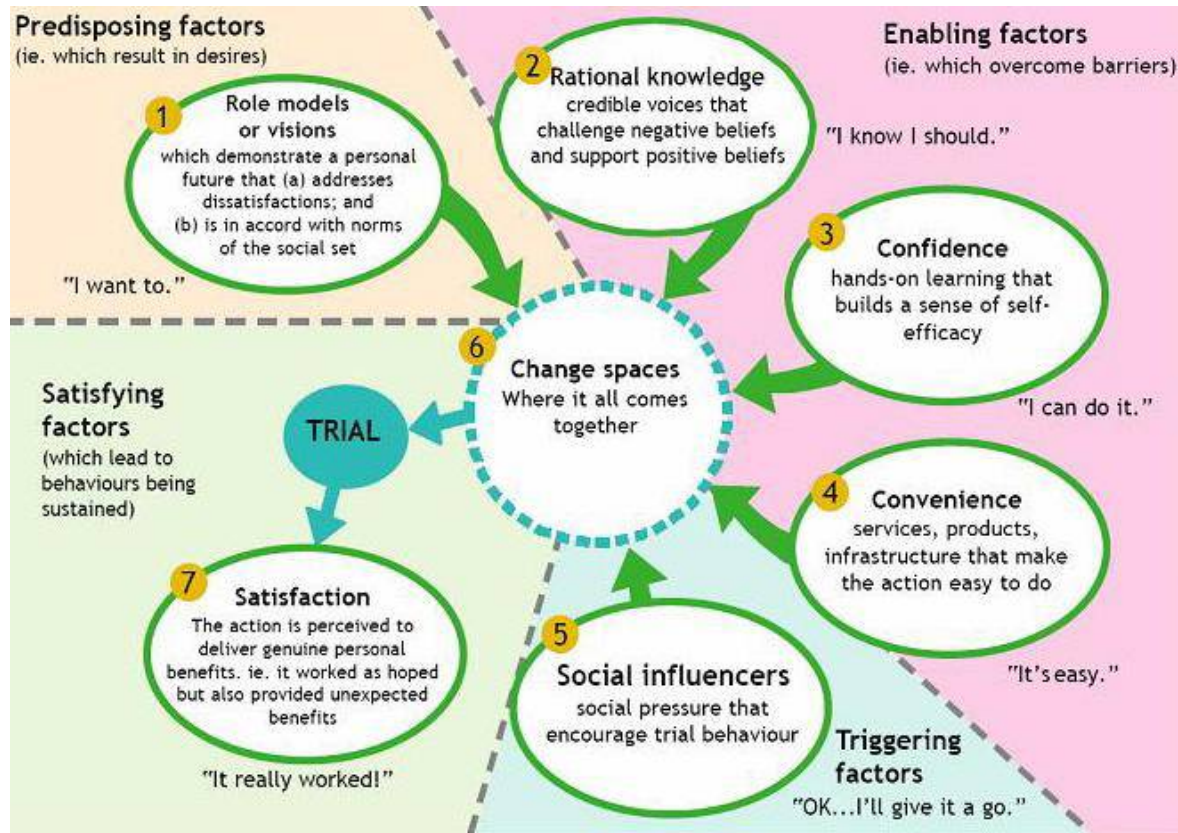 Predisposing factors
(ie. which result in desires)
1
Role models
or visions
which demonstrate a personal
future that (a) addresses
dissatisfactions; and
(b) is in accord with norms
of the social set
"I want to."
Enabling factors
(ie. which overcome barriers)
2
Rational knowledge
credible voices that
challenge negative beliefs
and support positive beliefs
"I know I should."
3
Confidence
hands-on learning that
builds a sense of self-
efficacy
"I can do it."
4
Convenience
services, products,
infrastructure that make
the action easy to do
"It's easy."
5
Social influencers
social pressure that
encourage trial behaviour
Triggering
factors
"OK...I'll give it a go."
6
Change spaces
Where it all comes
together
Satisfying
factors
(which lead to
behaviours being
sustained)
TRIAL
7
Satisfaction
The action is perceived to
deliver genuine personal
benefits. ie. it worked as hoped
but also provided unexpected
benefits
"It really worked!"